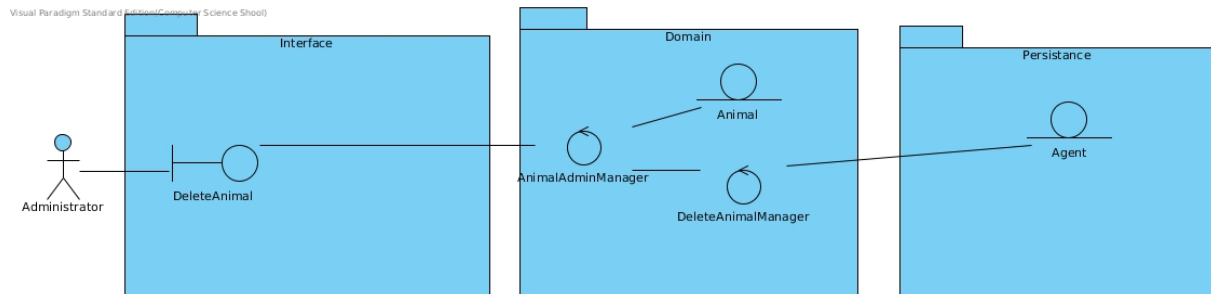 Visual Paradigm Standard Edition(Computer Science Shool)
Interface
Domain
Persistance
Animal
Agent
AnimalAdminManager
DeleteAnimal
Administrator
DeleteAnimalManager